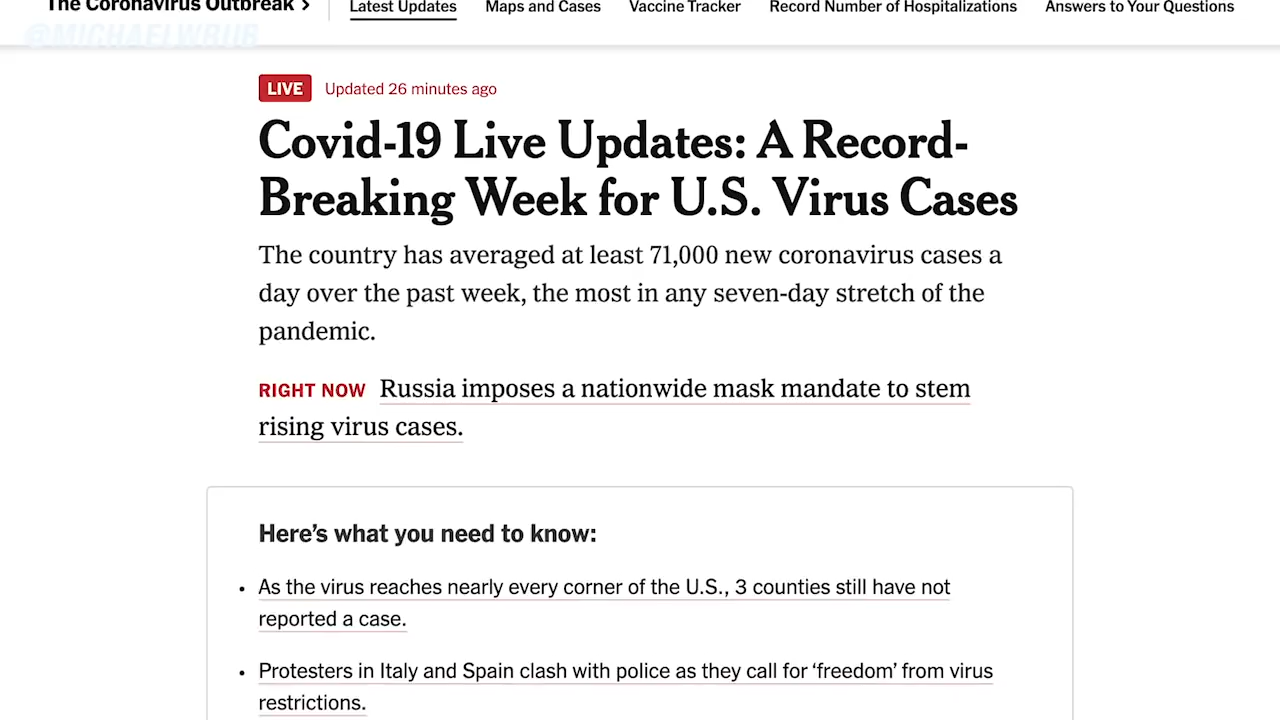 The Coronavirus Outbreak >
Latest Updates
Maps and Cases
Vaccine Tracker
Record Number of Hospitalizations
Answers to Your Questions
@MICHAELWRUB
LIVE Updated 26 minutes ago
Covid-19 Live Updates: A Record-
Breaking Week for U.S. Virus Cases
The country has averaged at least 71,000 new coronavirus cases a
day over the past week, the most in any seven-day stretch of the
pandemic.
RIGHT NOW Russia imposes a nationwide mask mandate to stem
rising virus cases.
Here’s what you need to know:
• As the virus reaches nearly every corner of the U.S., 3 counties still have not
reported a case.
• Protesters in Italy and Spain clash with police as they call for ‘freedom’ from virus
restrictions.